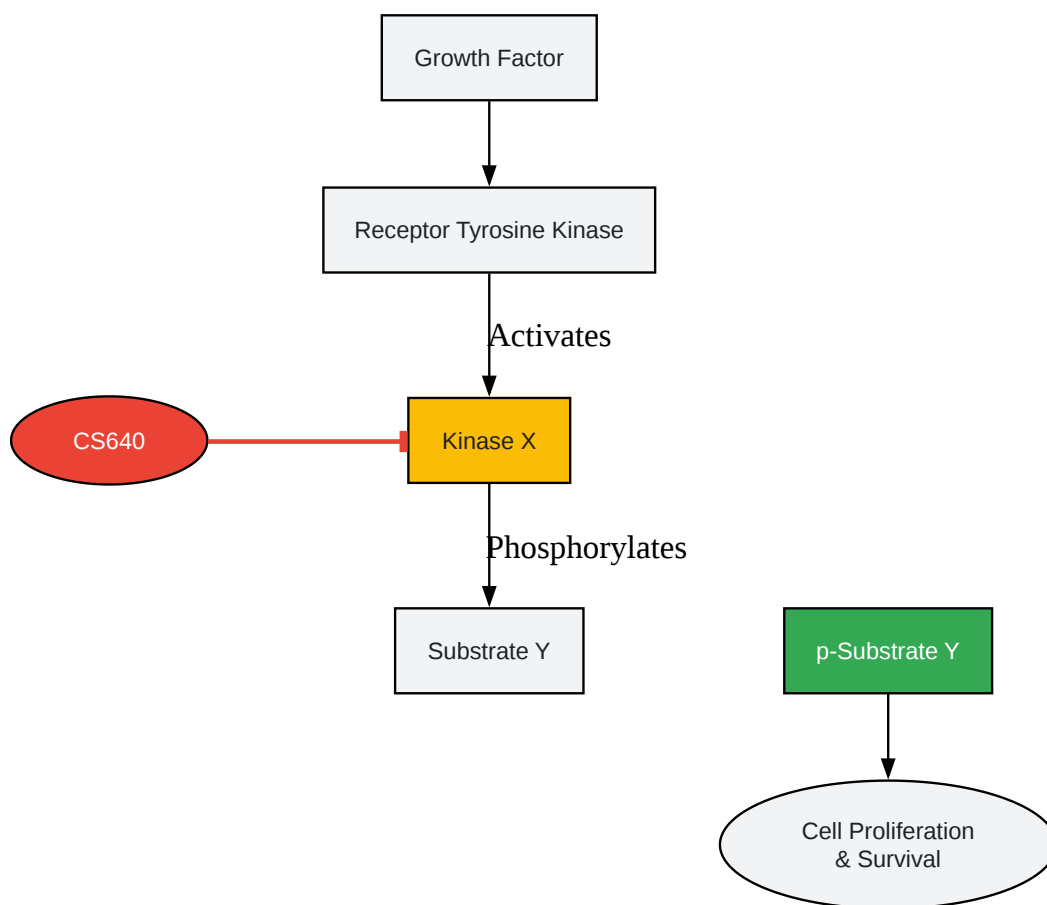 Growth Factor
Receptor Tyrosine Kinase
Activates
CS640
Kinase X
Phosphorylates
Substrate Y
p-Substrate Y
Cell Proliferation
& Survival